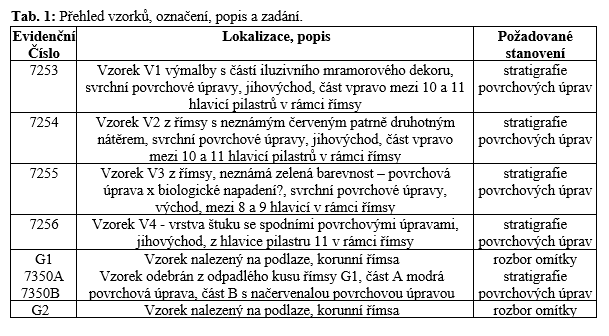 Tab. 1: Přehled vzorků, označení, popis a zadání.
Evidenční Číslo
Lokalizace, popis
Požadované stanovení
7253
Vzorek V1 výmalby s částí iluzivního mramorového dekoru,
svrchní povrchové úpravy, jihovýchod, část vpravo mezi 10 a 11
hlavicí pilastrů v rámci římsy
stratigrafie
povrchových úprav
7254
Vzorek V2 z římsy s neznámým červeným patrně druhotným
nátěrem, svrchní povrchové úpravy, jihovýchod, část vpravo
mezi 10 a 11 hlavicí pilastrů v rámci římsy
stratigrafie
povrchových úprav
7255
Vzorek V3 z římsy, neznámá zelená barevnost – povrchová
úprava x biologické napadení?, svrchní povrchové úpravy,
východ, mezi 8 a 9 hlavicí v rámci římsy
stratigrafie
povrchových úprav
7256
Vzorek V4 - vrstva štuku se spodními povrchovými úpravami,
jihovýchod, z hlavice pilastru 11 v rámci římsy
stratigrafie
povrchových úprav
G1
Vzorek nalezený na podlaze, korunní římsa
rozbor omítky
7350A
7350B
Vzorek odebrán z odpadlého kusu římsy G1, část A modrá
povrchová úprava, část B s načervenalou povrchovou úpravou
stratigrafie
povrchových úprav
G2
Vzorek nalezený na podlaze, korunní římsa
rozbor omítky